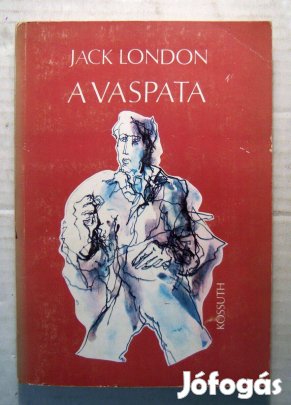 JACK LONDON
A VASPATA
KOSSUTH
Jófogás